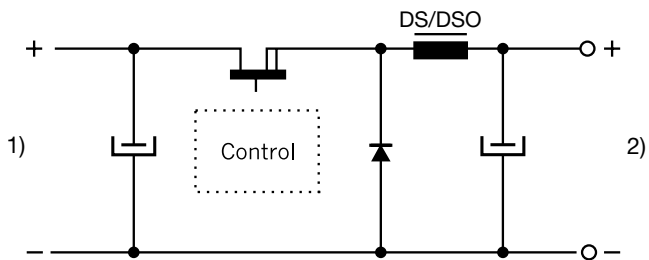 DS/DSO
+ +
1) Control 2)
− −